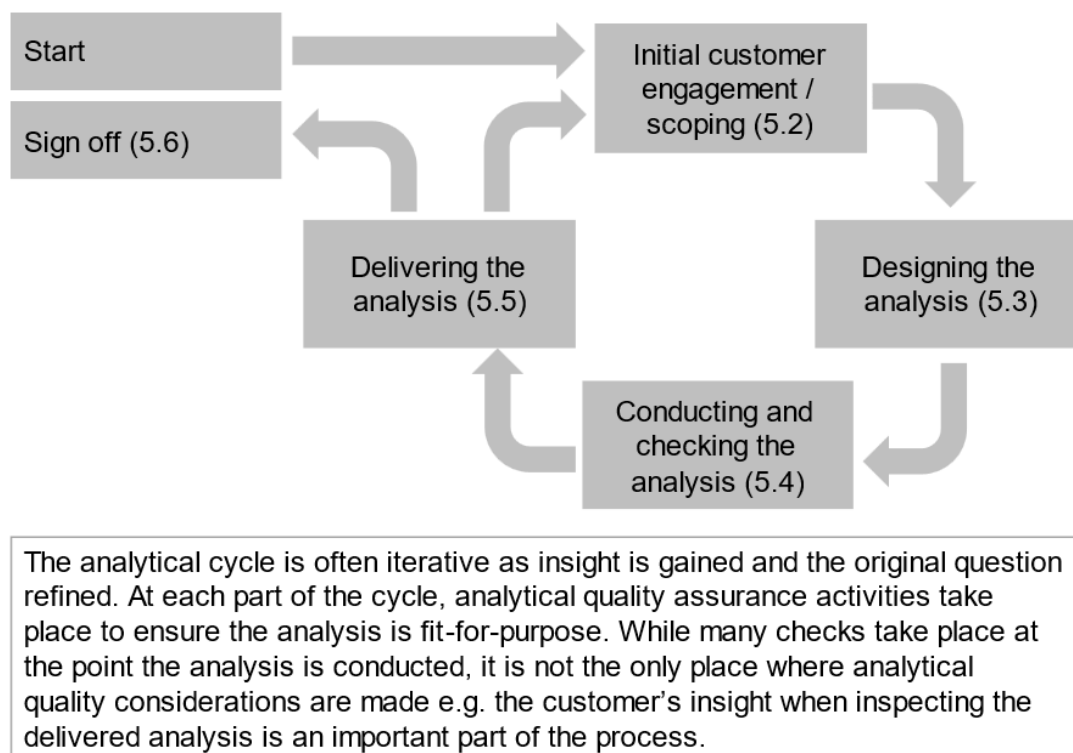 Start
Sign off (5.6)
Initial customer
engagement /
scoping (5.2)
Delivering the
analysis (5.5)
Designing the
analysis (5.3)
Conducting and
checking the
analysis (5.4)
The analytical cycle is often iterative as insight is gained and the original question
refined. At each part of the cycle, analytical quality assurance activities take
place to ensure the analysis is fit-for-purpose. While many checks take place at
the point the analysis is conducted, it is not the only place where analytical
quality considerations are made e.g. the customer’s insight when inspecting the
delivered analysis is an important part of the process.